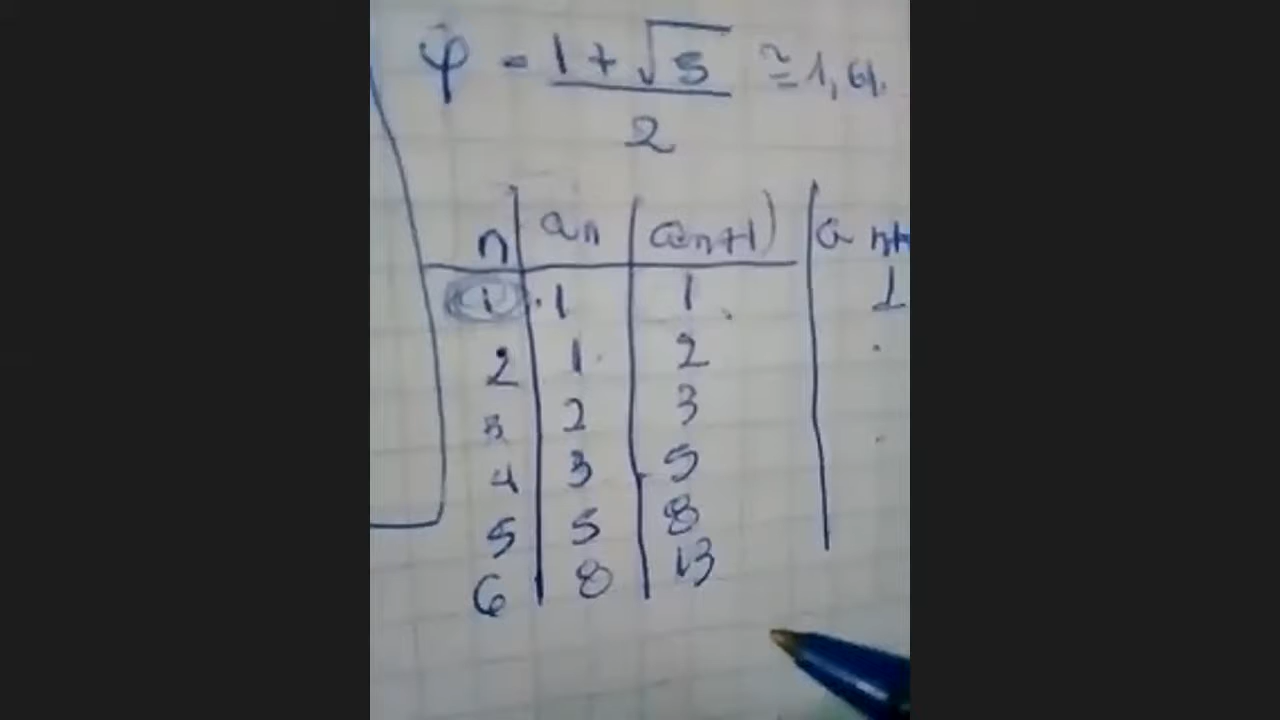 φ = 1 + √5 ≅ 1,61
2
n an an+1) a n+
1 1 1 1
2 1 2
3 2 3
4 3 5
5 5 8
6 8 13